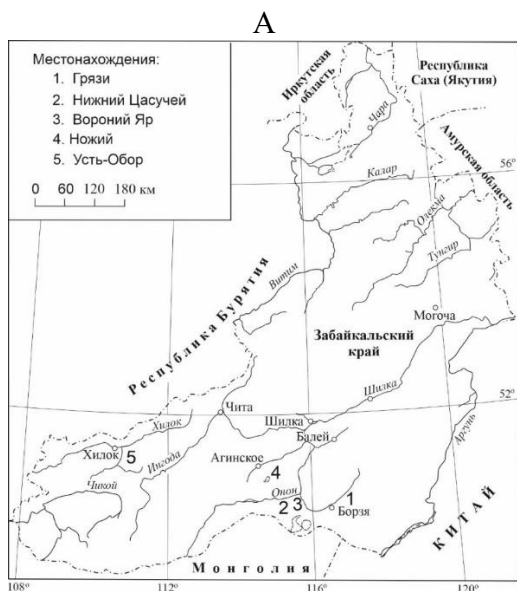 А
Местонахождения:
1. Грязи
2. Нижний Цасучей
3. Вороний Яр
4. Ножий
5. Усть-Обор
0 60 120 180 км
Иркутская
область
Республика
Саха (Якутия)
Чара
Амурская область
56°
Калар
Олекма
Тунгир
Витим
Республика Бурятия
Могоча
Забайкальский
край
52°
Шилка
Чита
Шилка
Балей
Аргунь
Хилок
Хилок
5
Ингода
Агинское
4
Чикой
Онон
2 3
1
Борзя
КИТАЙ
Монголия
108°
112°
116°
120°